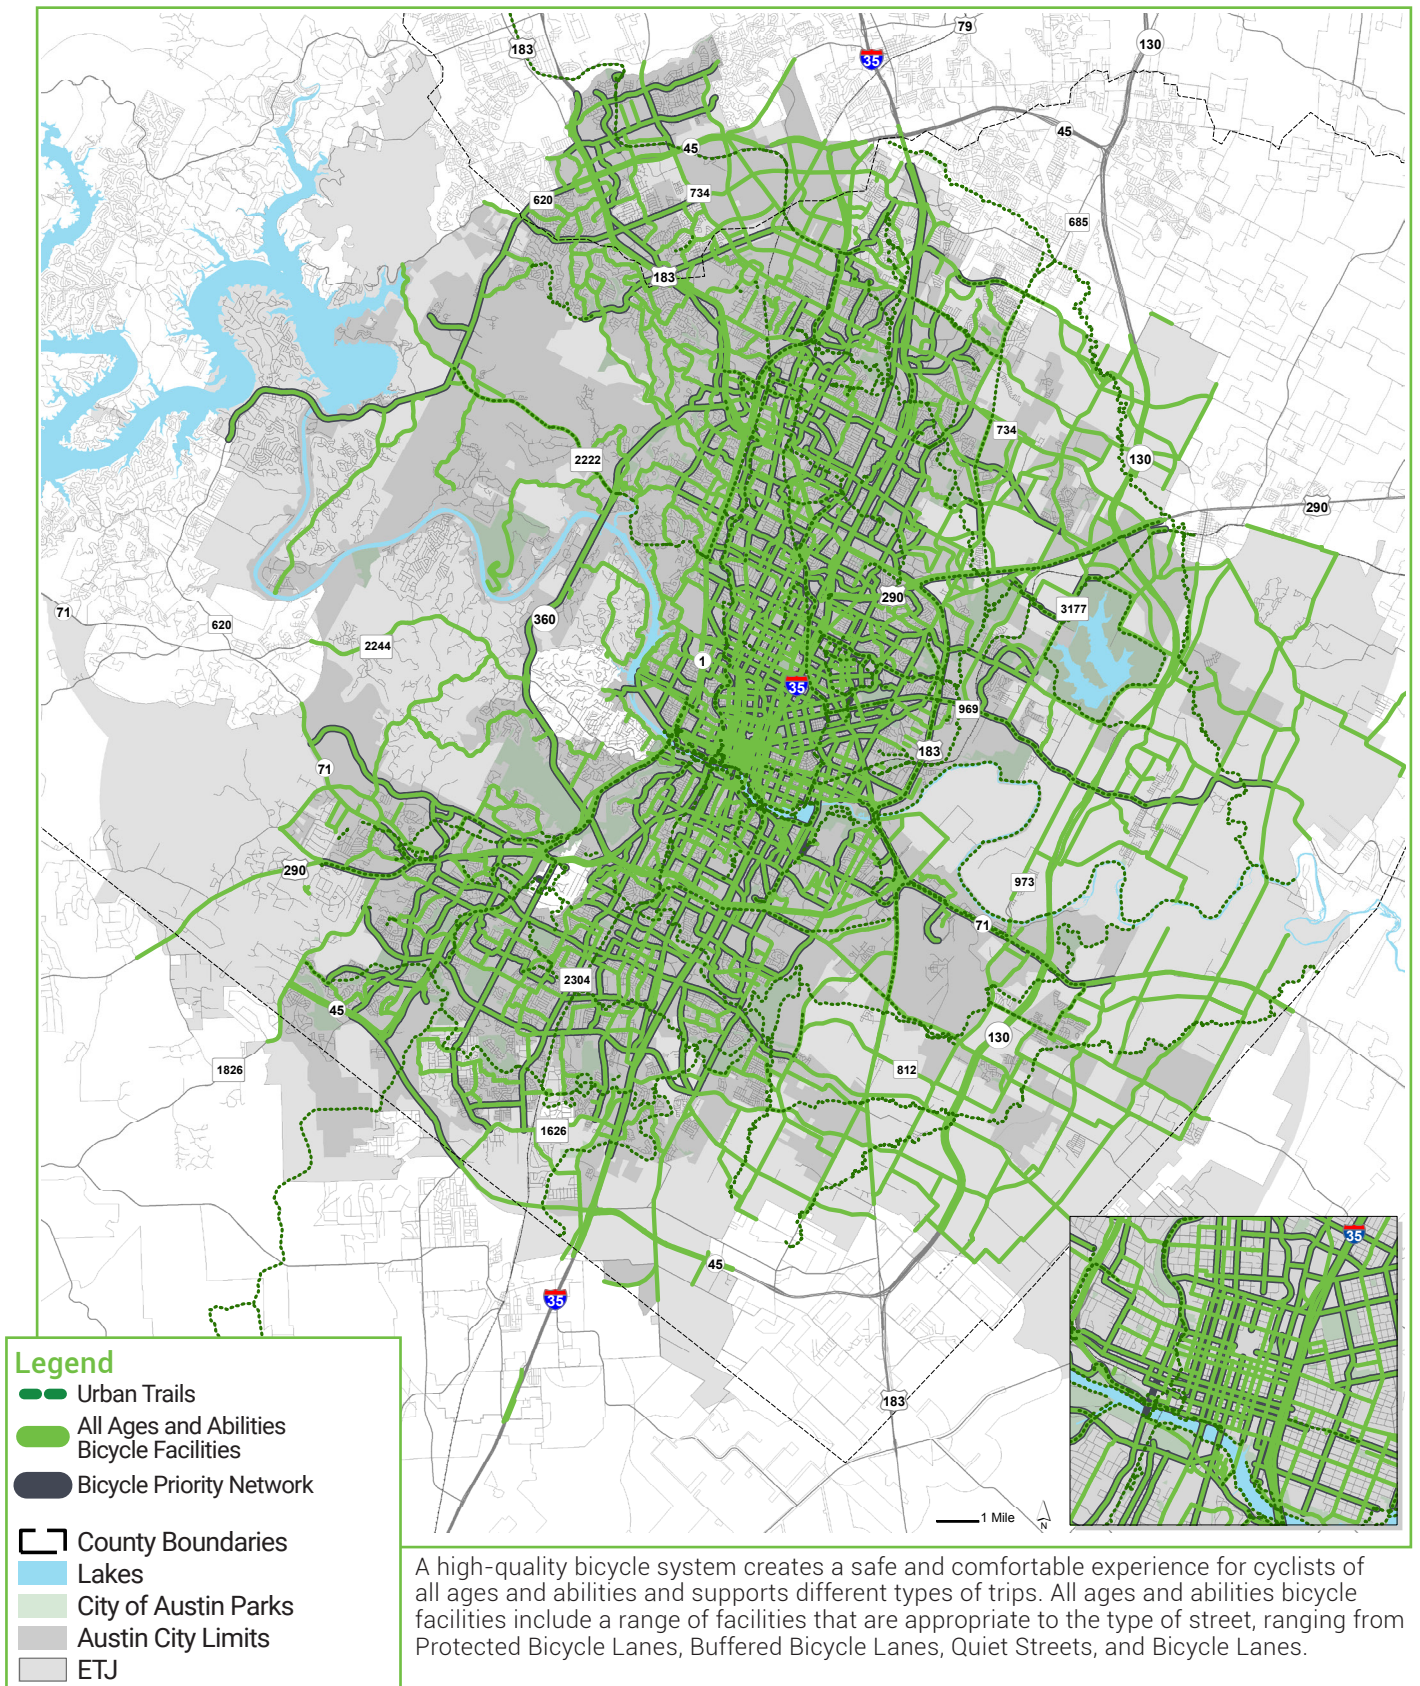 183
79
35
130
45
45
620
734
685
183
2222
734
130
290
71
620
2244
360
290
3177
1
35
969
183
71
290
973
71
2304
45
130
1826
812
1626
45
35
183
35
1 Mile
N
Legend
Urban Trails
All Ages and Abilities
Bicycle Facilities
Bicycle Priority Network
County Boundaries
Lakes
City of Austin Parks
Austin City Limits
ETJ
A high-quality bicycle system creates a safe and comfortable experience for cyclists of
all ages and abilities and supports different types of trips. All ages and abilities bicycle
facilities include a range of facilities that are appropriate to the type of street, ranging from
Protected Bicycle Lanes, Buffered Bicycle Lanes, Quiet Streets, and Bicycle Lanes.